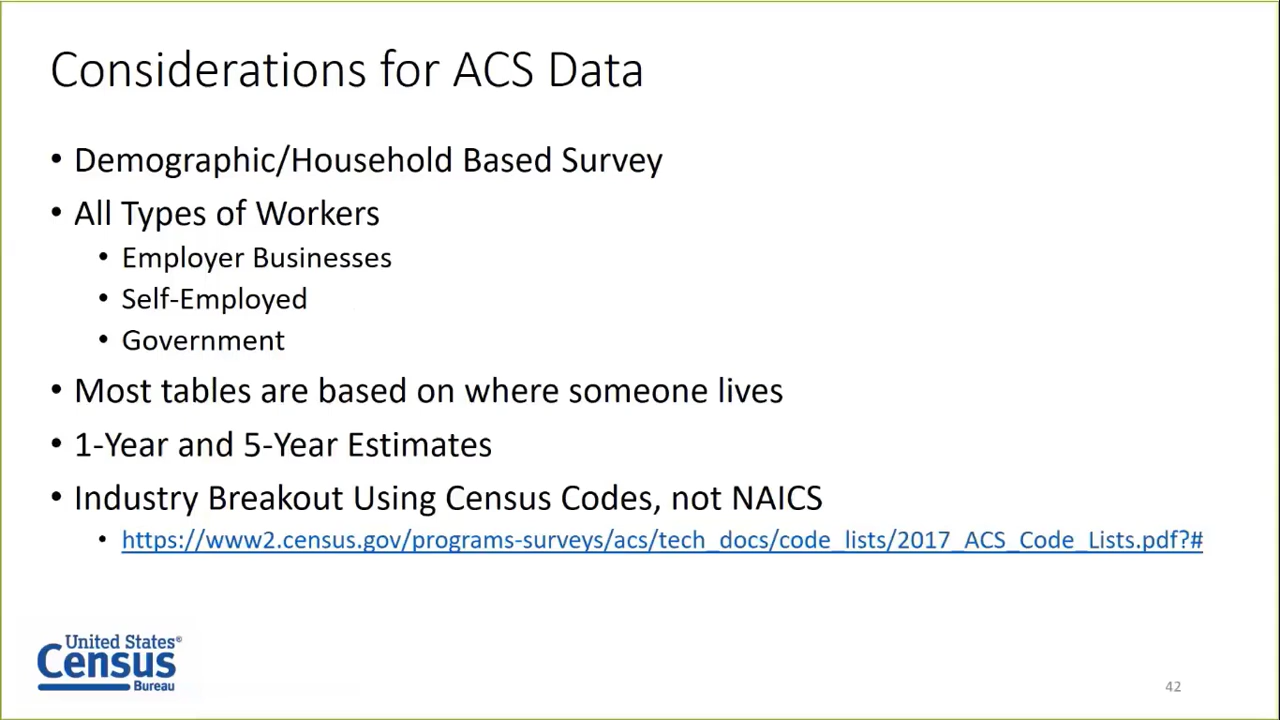 Considerations for ACS Data
• Demographic/Household Based Survey
• All Types of Workers
• Employer Businesses
• Self-Employed
• Government
• Most tables are based on where someone lives
• 1-Year and 5-Year Estimates
• Industry Breakout Using Census Codes, not NAICS
• https://www2.census.gov/programs-surveys/acs/tech_docs/code_lists/2017_ACS_Code_Lists.pdf?#
United States®
Census
Bureau
42